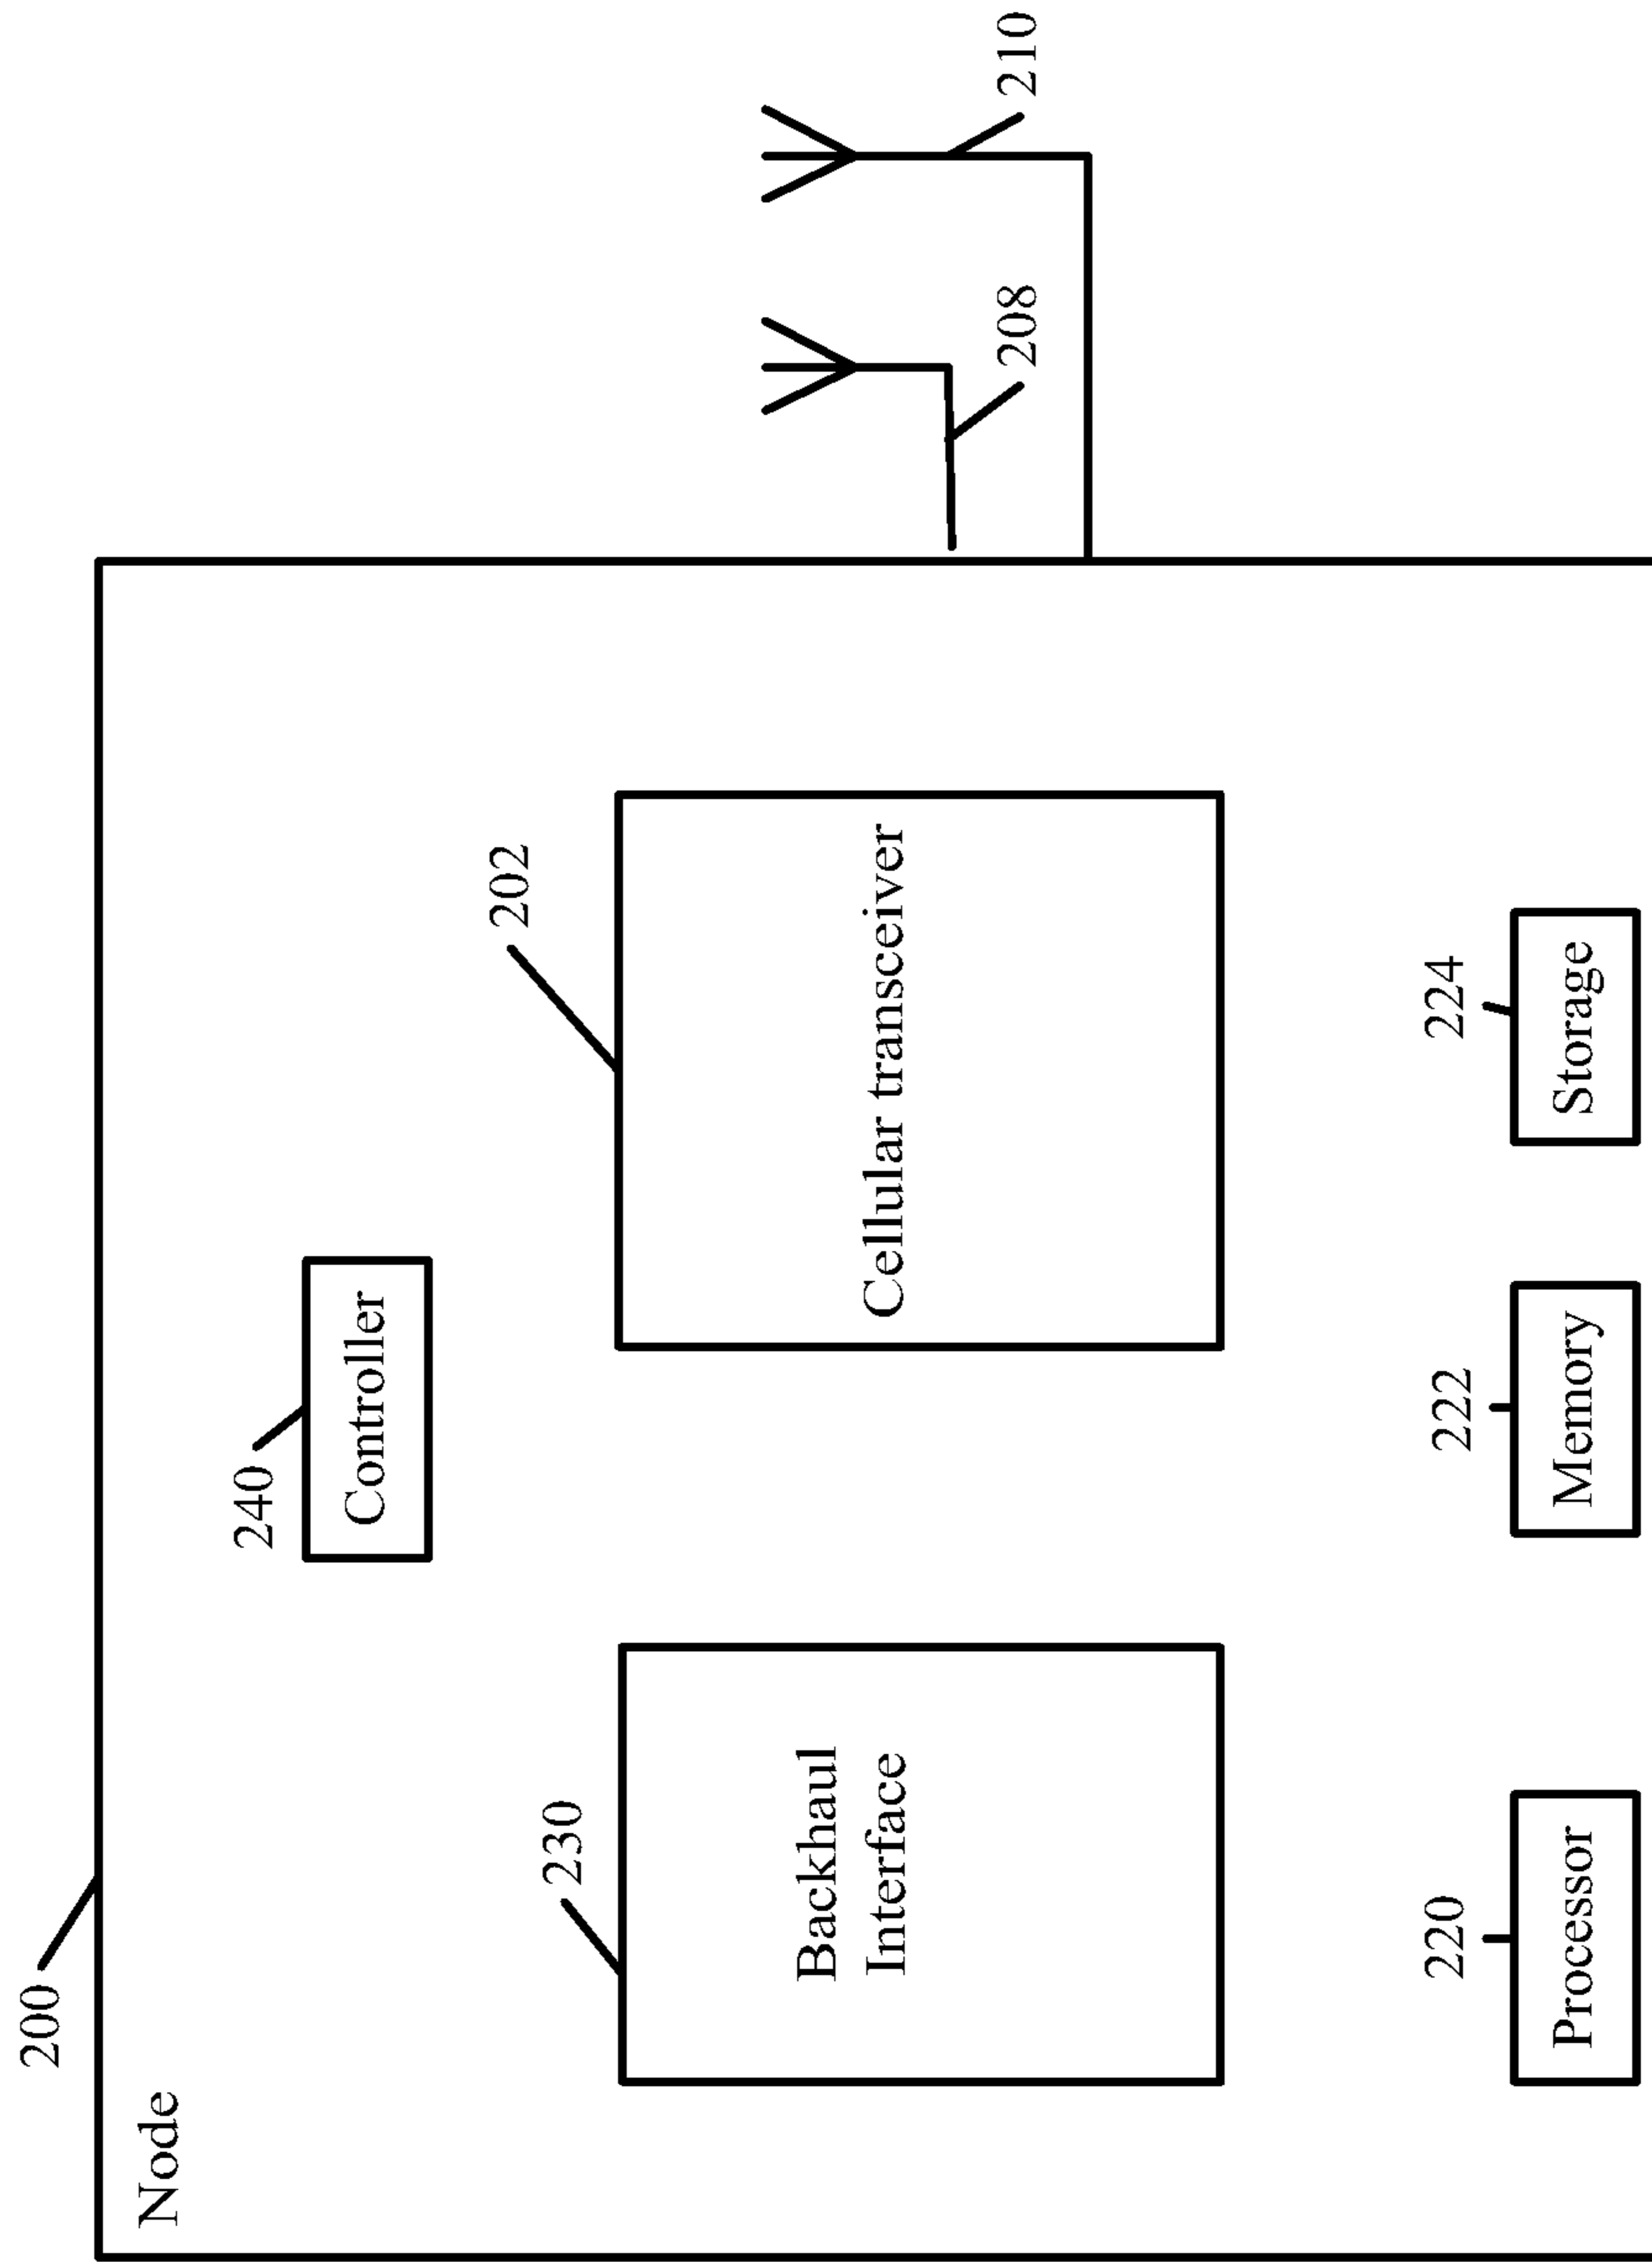 200
Node
240
Controller
230
202
Backhaul
Interface
Cellular transceiver
208
210
220
222
224
Processor
Memory
Storage